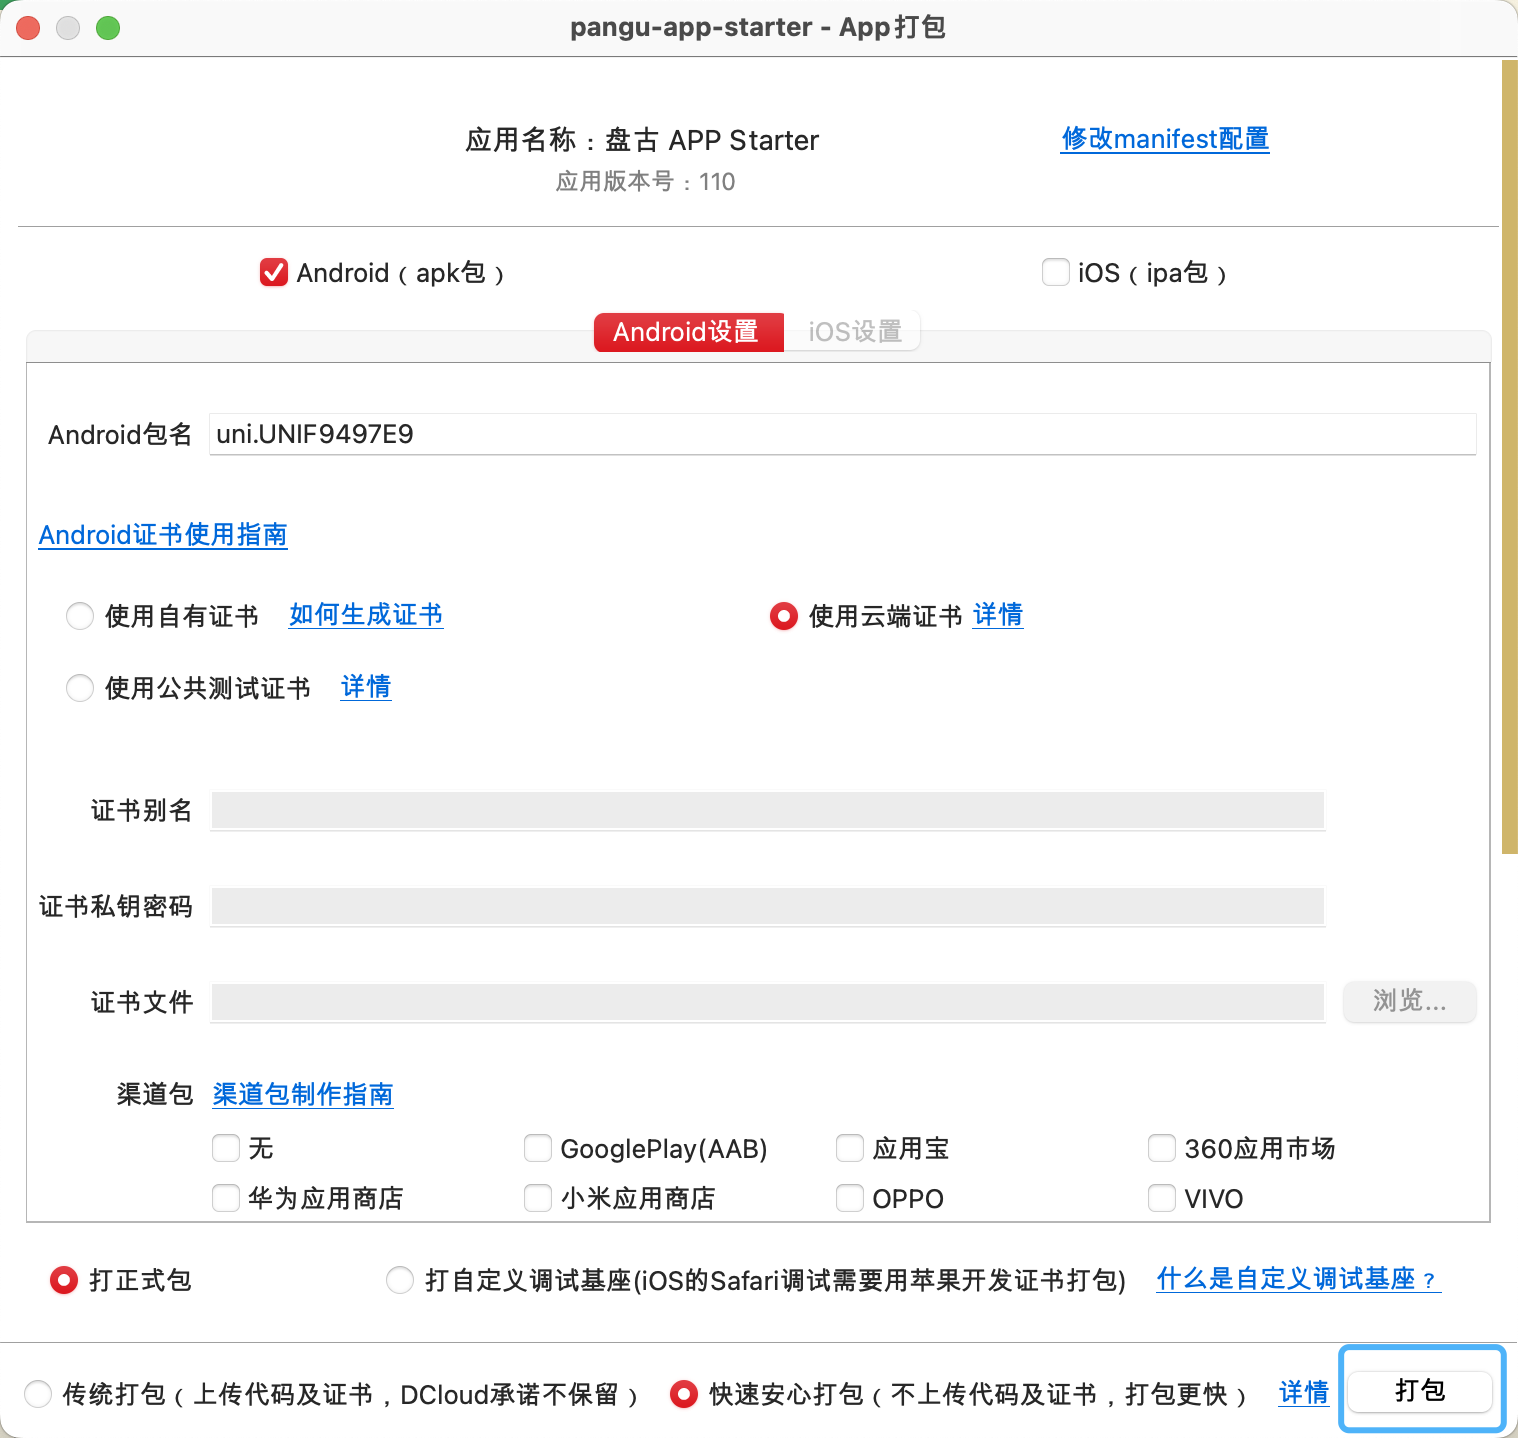 pangu-app-starter - App打包
应用名称：盘古 APP Starter
修改manifest配置
应用版本号：110
Android（apk包）
iOS（ipa包）
Android设置
iOS设置
Android包名
uni.UNIF9497E9
Android证书使用指南
使用自有证书 如何生成证书
使用云端证书 详情
使用公共测试证书 详情
证书别名
证书私钥密码
证书文件
浏览...
渠道包 渠道包制作指南
无 GooglePlay(AAB) 应用宝 360应用市场
华为应用商店 小米应用商店 OPPO VIVO
打正式包 打自定义调试基座(iOS的Safari调试需要用苹果开发证书打包) 什么是自定义调试基座？
传统打包（上传代码及证书，DCloud承诺不保留） 快速安心打包（不上传代码及证书，打包更快） 详情 打包